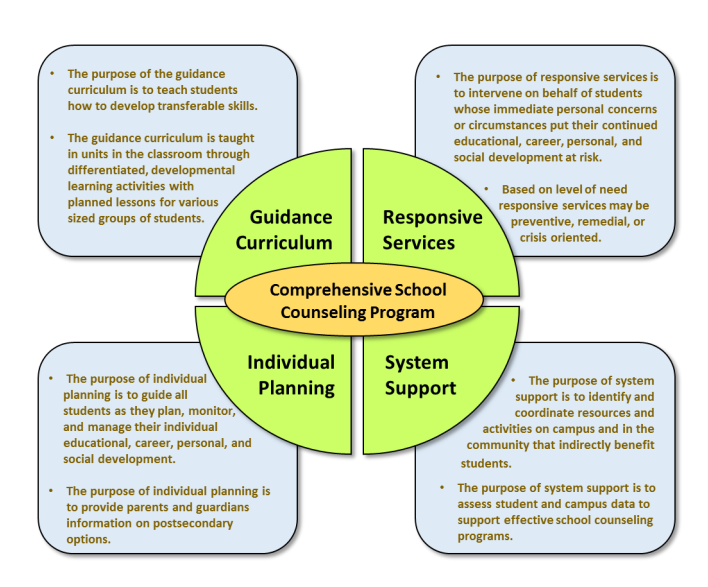 • The purpose of the guidance
curriculum is to teach students
how to develop transferable skills.
• The guidance curriculum is taught
in units in the classroom through
differentiated, developmental
learning activities with
planned lessons for various
sized groups of students.
• The purpose of responsive services is
to intervene on behalf of students
whose immediate personal concerns
or circumstances put their continued
educational, career, personal, and
social development at risk.
• Based on level of need
responsive services may be
preventive, remedial, or
crisis oriented.
Guidance
Curriculum
Responsive
Services
Comprehensive School
Counseling Program
Individual
Planning
System
Support
• The purpose of individual
planning is to guide all
students as they plan, monitor,
and manage their individual
educational, career, personal, and
social development.
• The purpose of individual planning is
to provide parents and guardians
information on postsecondary
options.
• The purpose of system
support is to identify and
coordinate resources and
activities on campus and in the
community that indirectly benefit
students.
• The purpose of system support is to
assess student and campus data to
support effective school counseling
programs.